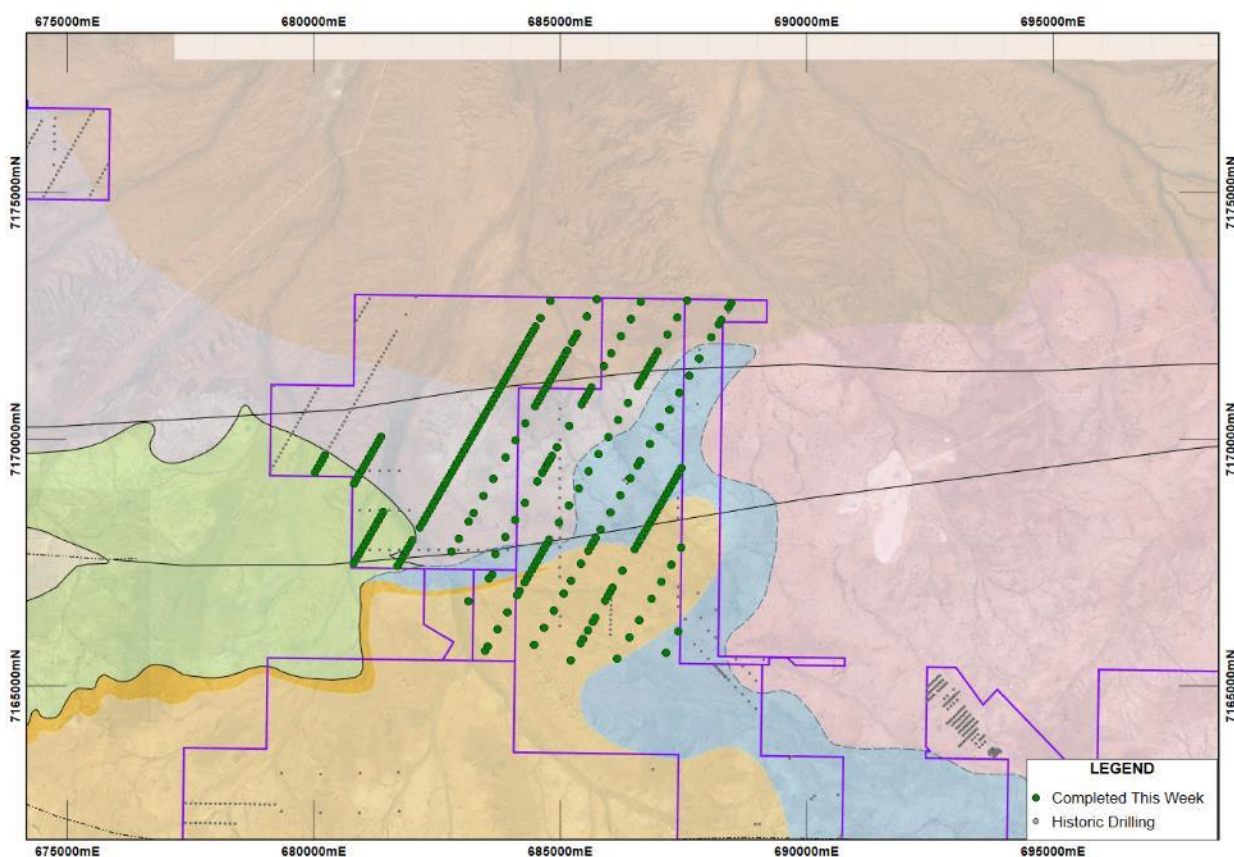 675000mE 680000mE 685000mE 690000mE 695000mE
7175000mN 7175000mN
7170000mN 7170000mN
7165000mN 7165000mN
LEGEND
Completed This Week
Historic Drilling
675000mE 680000mE 685000mE 690000mE 695000mE